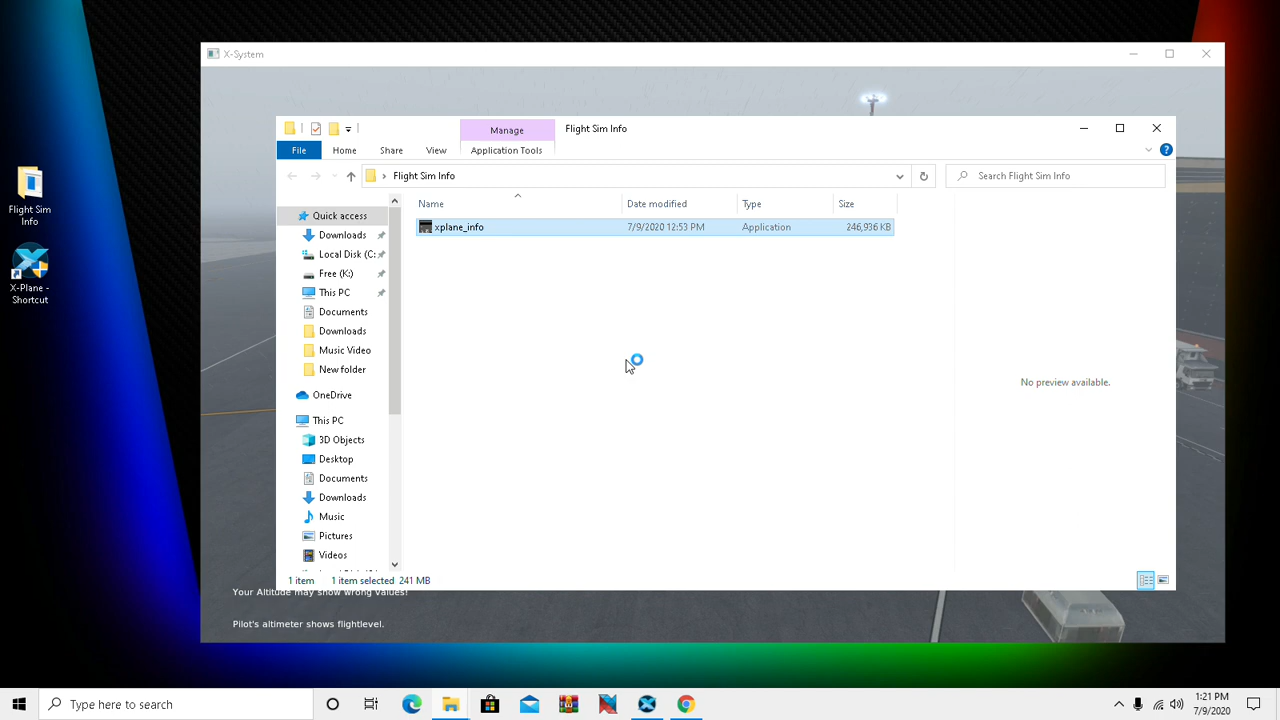 X-System
Manage
Flight Sim Info
File
Home
Share
View
Application Tools
Flight Sim Info
Search Flight Sim Info
Name
Date modified
Type
Size
xplane_info
7/9/2020 12:53 PM
Application
246,936 KB
Quick access
Downloads
Local Disk (C:
Free (K:)
This PC
Documents
Downloads
Music Video
New folder
OneDrive
This PC
3D Objects
Desktop
Documents
Downloads
Music
Pictures
Videos
No preview available.
1 item
1 item selected 241 MB
Your Altitude may show wrong values!
Pilot's altimeter shows flightlevel.
Flight Sim
Info
X-Plane -
Shortcut
Type here to search
1:21 PM
7/9/2020